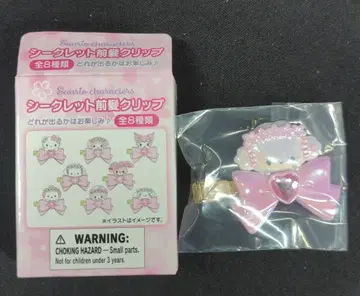 Sanrio characters
シークレット前髪クリップ
全8種類
どれが出るかはお楽しみ♪
Sanrio characters
シークレット前髪クリップ
どれが出るかはお楽しみ♪ 全8種類
※イラストはイメージです。
WARNING:
CHOKING HAZARD — Small parts.
Not for children under 3 years.